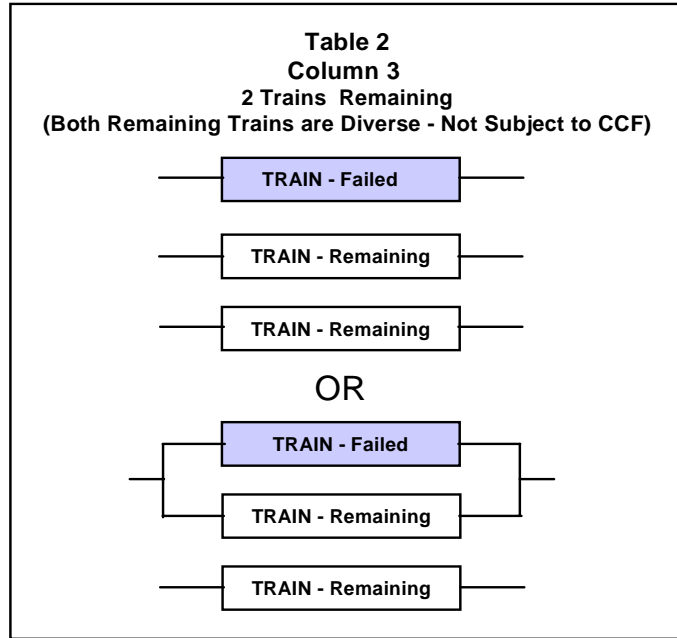 Table 2
Column 3
2 Trains Remaining
(Both Remaining Trains are Diverse - Not Subject to CCF)
TRAIN - Failed
TRAIN - Remaining
TRAIN - Remaining
OR
TRAIN - Failed
TRAIN - Remaining
TRAIN - Remaining